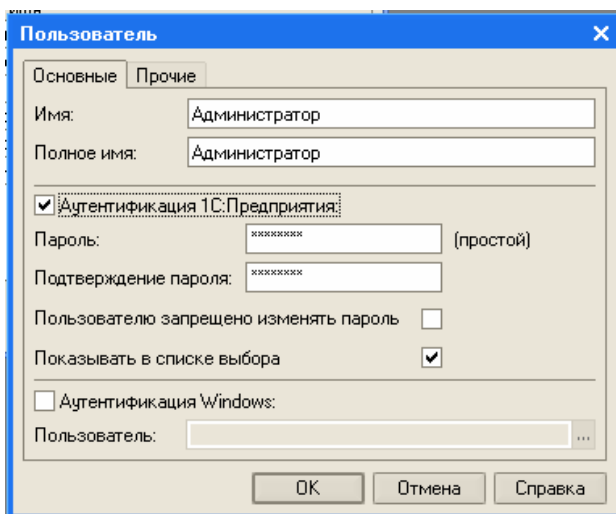 Пользователь
Основные Прочие
Имя: Администратор
Полное имя: Администратор
Аутентификация 1С:Предприятия:
Пароль: ******** (простой)
Подтверждение пароля: ********
Пользователю запрещено изменять пароль
Показывать в списке выбора
Аутентификация Windows:
Пользователь: ...
OK Отмена Справка